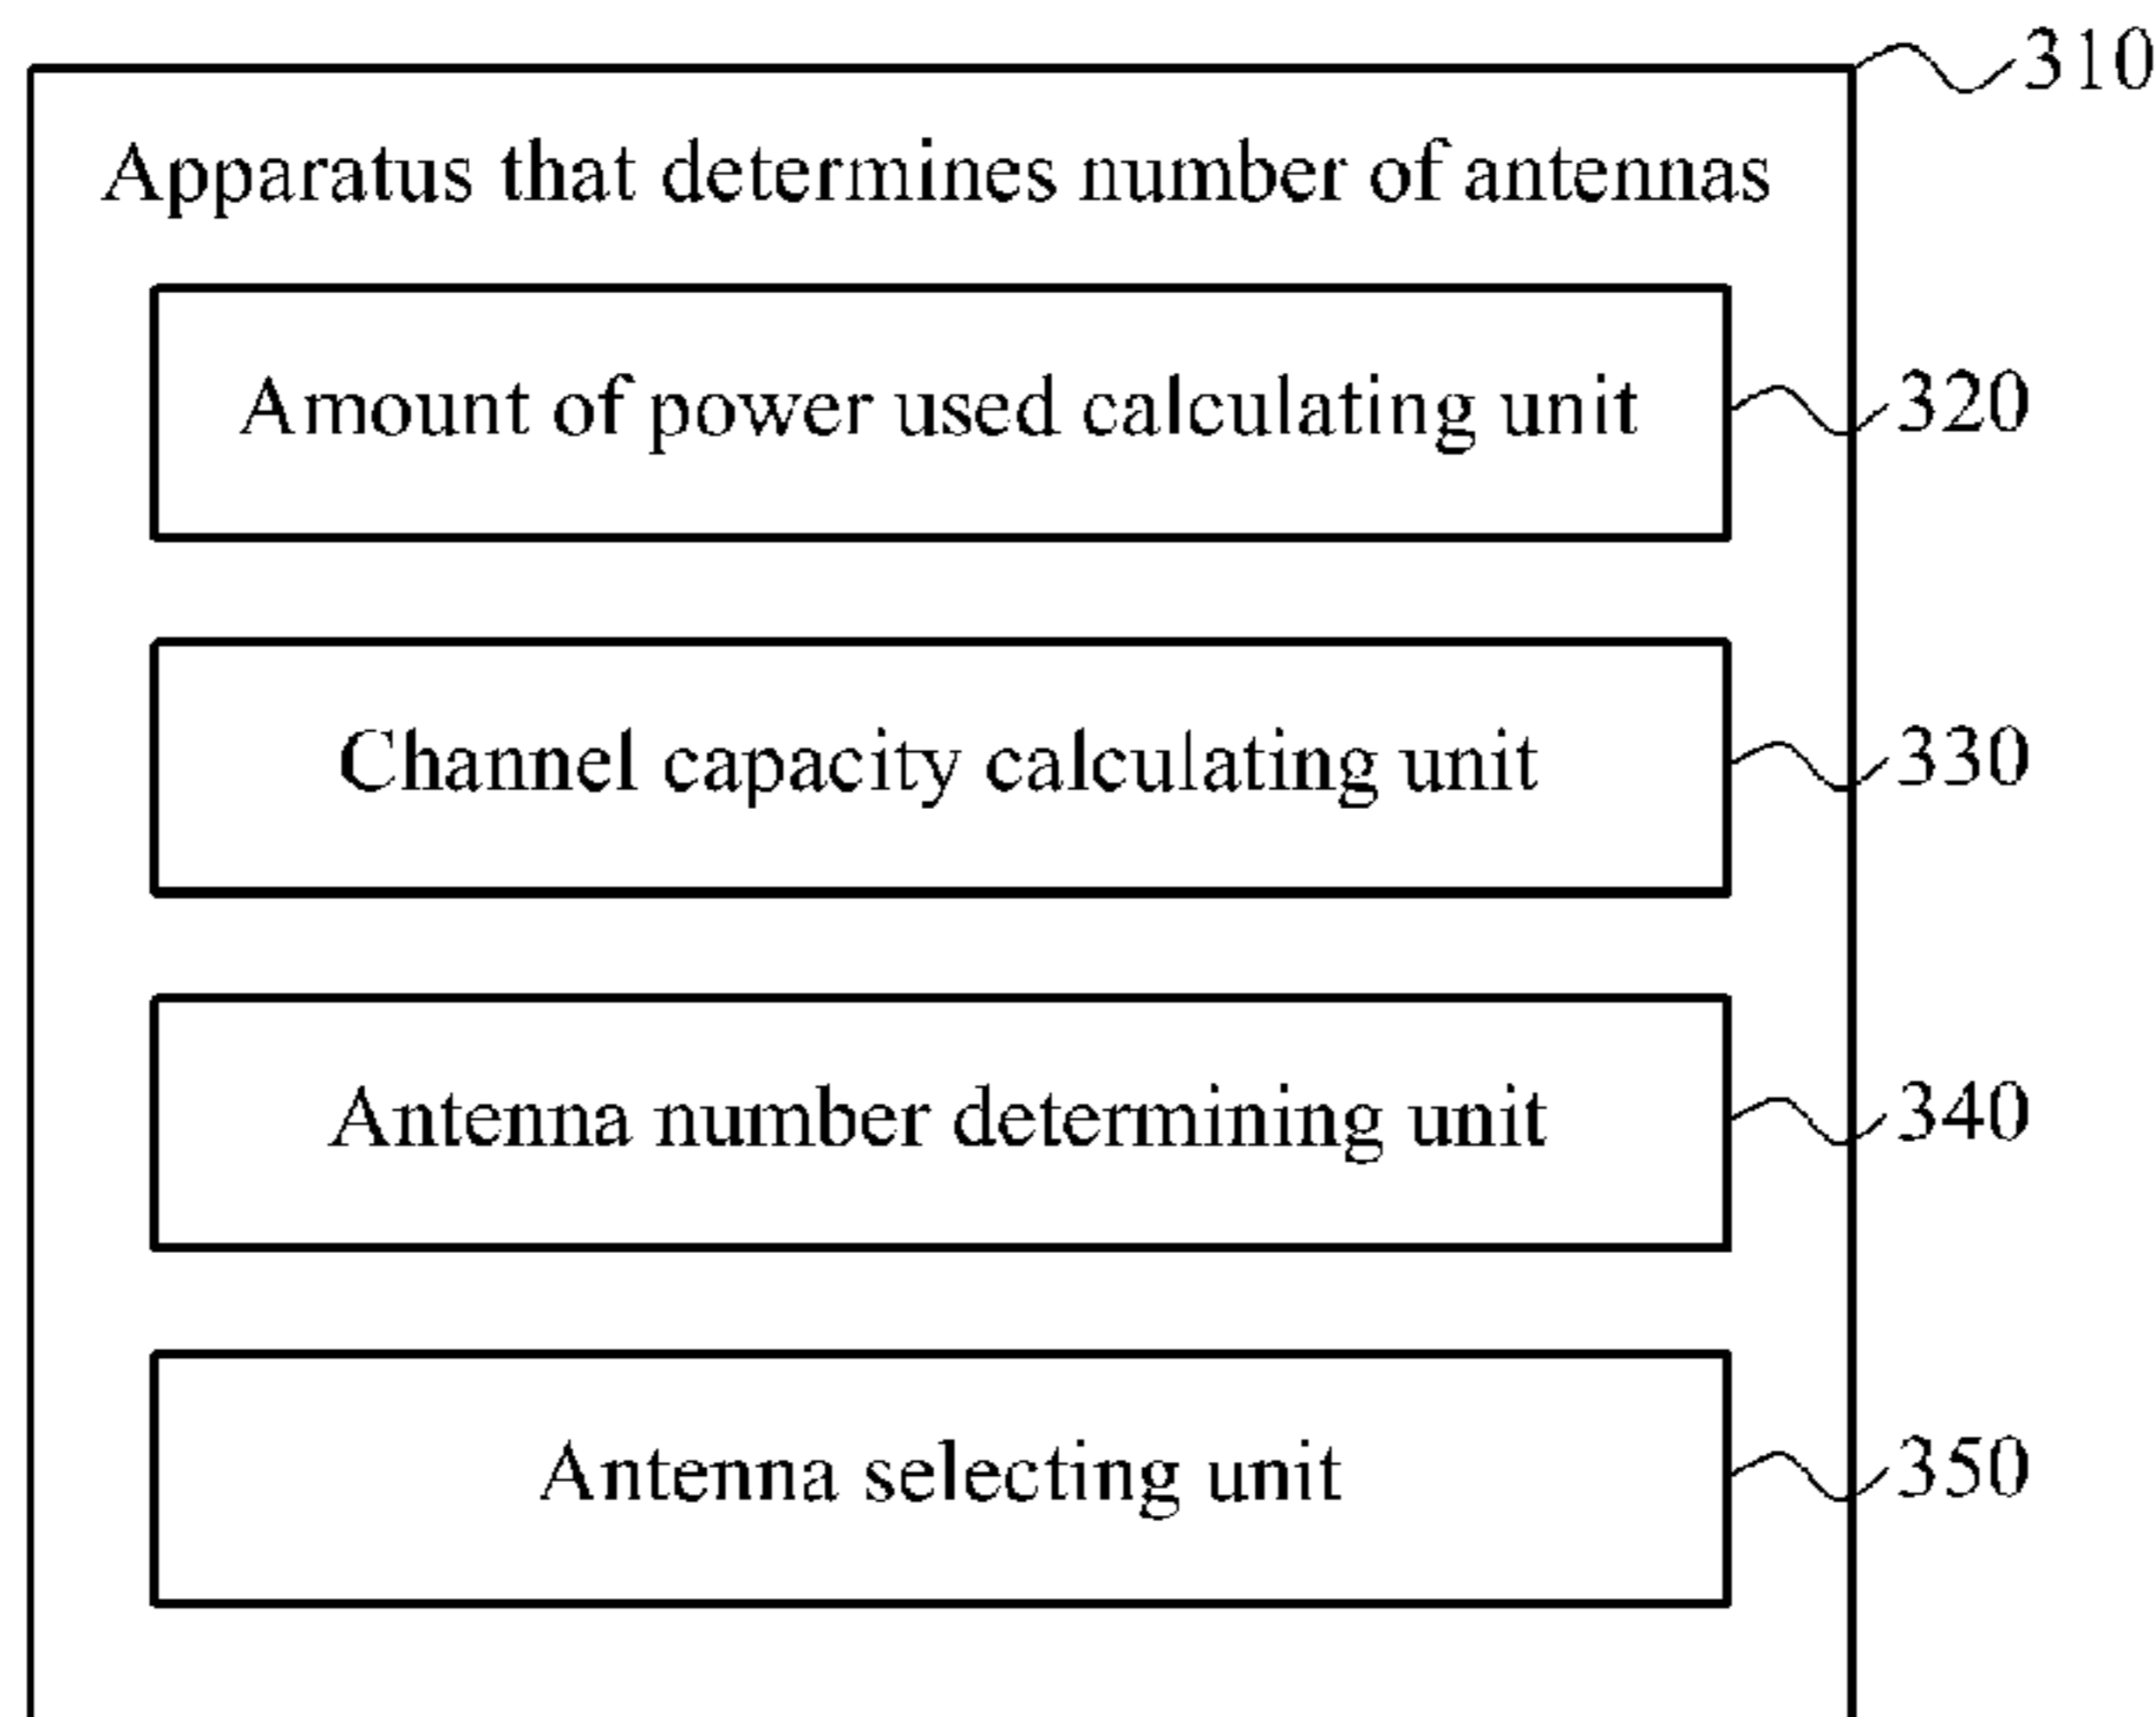 310
Apparatus that determines number of antennas
Amount of power used calculating unit
320
Channel capacity calculating unit
330
Antenna number determining unit
340
Antenna selecting unit
350